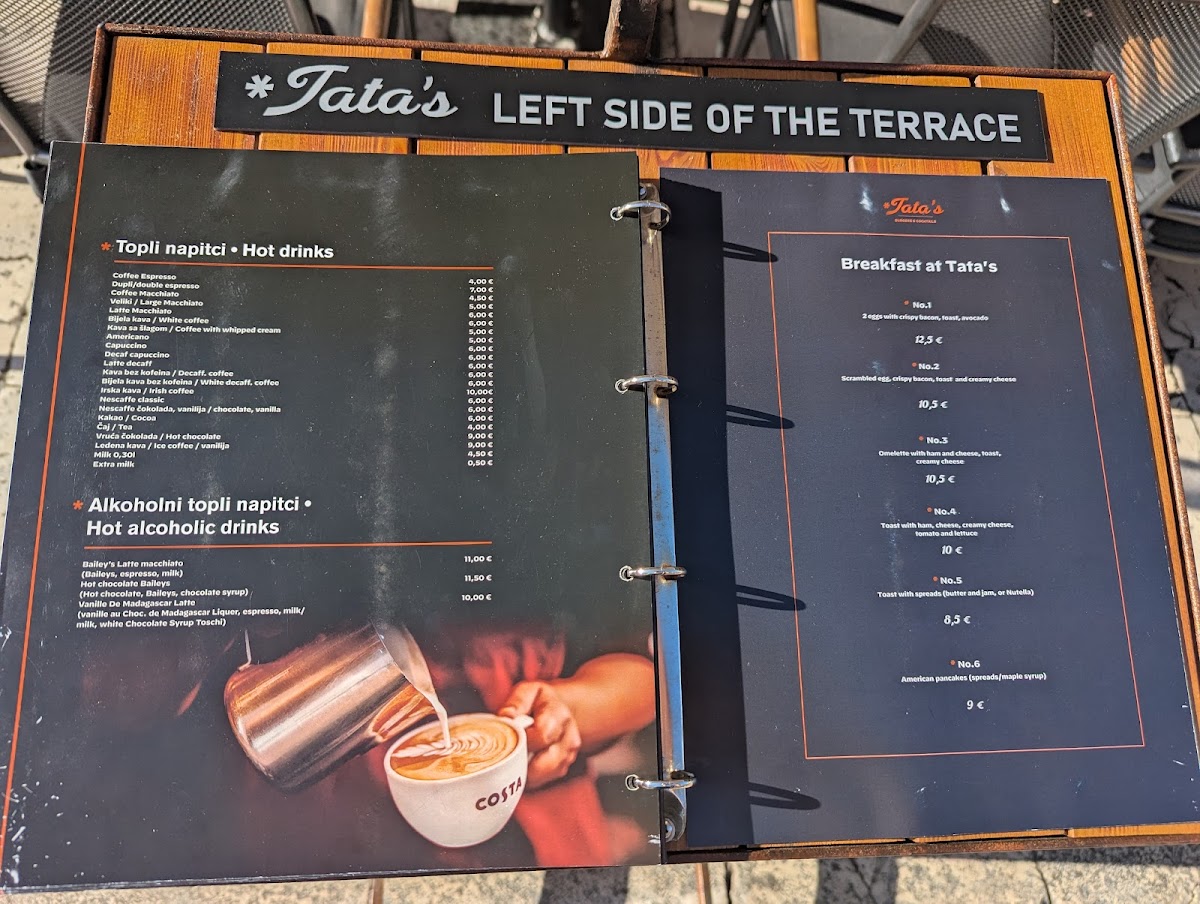 *Tata's LEFT SIDE OF THE TERRACE
* Topli napitci • Hot drinks
Coffee Espresso 4,00 €
Dupli/double espresso 7,00 €
Coffee Macchiato 4,50 €
Veliki / Large Macchiato 5,00 €
Latte Macchiato 6,00 €
Bijela kava / White coffee 6,00 €
Kava sa šlagom / Coffee with whipped cream 5,00 €
Americano 5,00 €
Capuccino 6,00 €
Decaf capuccino 6,00 €
Latte decaff 6,00 €
Kava bez kofeina / Decaff. coffee 6,00 €
Bijela kava bez kofeina / White decaff. coffee 6,00 €
Irska kava / Irish coffee 10,00€
Nescaffe classic 6,00 €
Nescaffe čokolada, vanilija / chocolate, vanilla 6,00 €
Kakao / Cocoa 6,00 €
Čaj / Tea 4,00 €
Vruća čokolada / Hot chocolate 9,00 €
Ledena kava / Ice coffee / vanilija 9,00 €
Milk 0,30l 4,50 €
Extra milk 0,50 €
* Alkoholni topli napitci •
Hot alcoholic drinks
Bailey's Latte macchiato 11,00 €
(Baileys, espresso, milk)
Hot chocolate Baileys 11,50 €
(Hot chocolate, Baileys, chocolate syrup)
Vanille De Madagascar Latte 10,00 €
(vanille au Choc. de Madagascar Liquer, espresso, milk/
milk, white Chocolate Syrup Toschi)
COSTA
*Tata's
Breakfast at Tata's
* No.1
2 eggs with crispy bacon, toast, avocado
12,5 €
* No.2
Scrambled egg, crispy bacon, toast and creamy cheese
10,5 €
* No.3
Omelette with ham and cheese, toast,
creamy cheese
10,5 €
* No.4
Toast with ham, cheese, creamy cheese,
tomato and lettuce
10 €
* No.5
Toast with spreads (butter and jam, or Nutella)
8,5 €
* No.6
American pancakes (spreads/maple syrup)
9 €